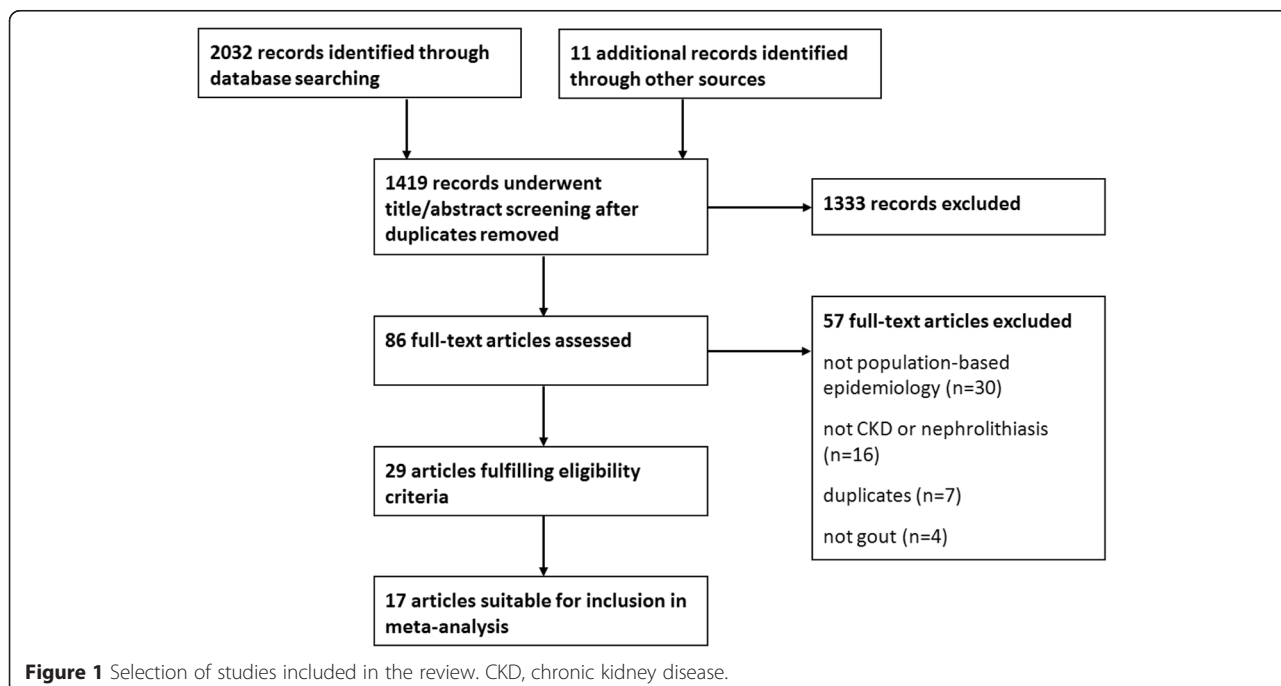 2032 records identified through
database searching
11 additional records identified
through other sources
1419 records underwent
title/abstract screening after
duplicates removed
1333 records excluded
86 full-text articles assessed
57 full-text articles excluded
not population-based
epidemiology (n=30)
not CKD or nephrolithiasis
(n=16)
duplicates (n=7)
not gout (n=4)
29 articles fulfilling eligibility
criteria
17 articles suitable for inclusion in
meta-analysis
Figure 1 Selection of studies included in the review. CKD, chronic kidney disease.